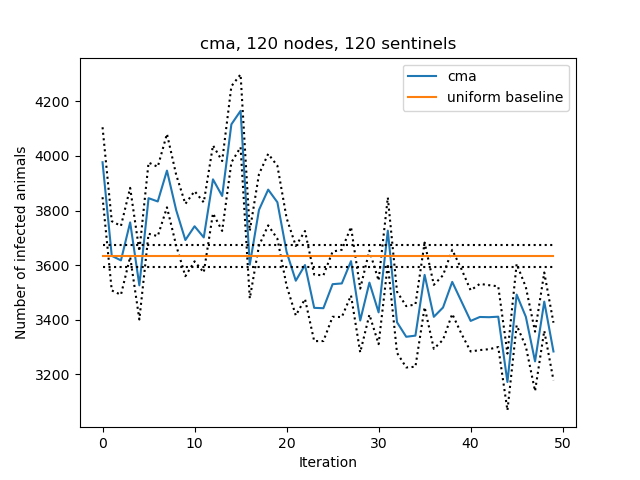 cma, 120 nodes, 120 sentinels
cma
uniform baseline
4200
4000
3800
3600
3400
3200
Number of infected animals
0
10
20
30
40
50
Iteration